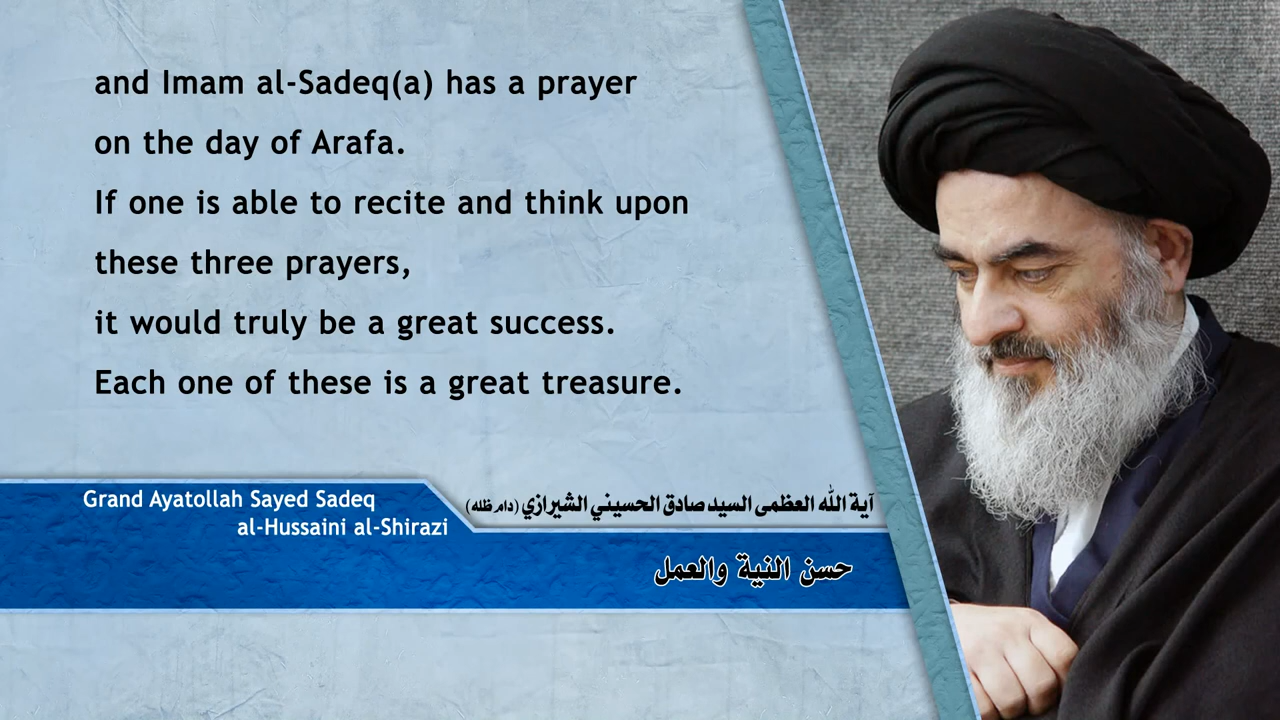 and Imam al-Sadeq(a) has a prayer
on the day of Arafa.
If one is able to recite and think upon
these three prayers,
it would truly be a great success.
Each one of these is a great treasure.
Grand Ayatollah Sayed Sadeq
al-Hussaini al-Shirazi
آية الله العظمى السيد صادق الحسيني الشيرازي (دام ظله)
حسن النية والعمل